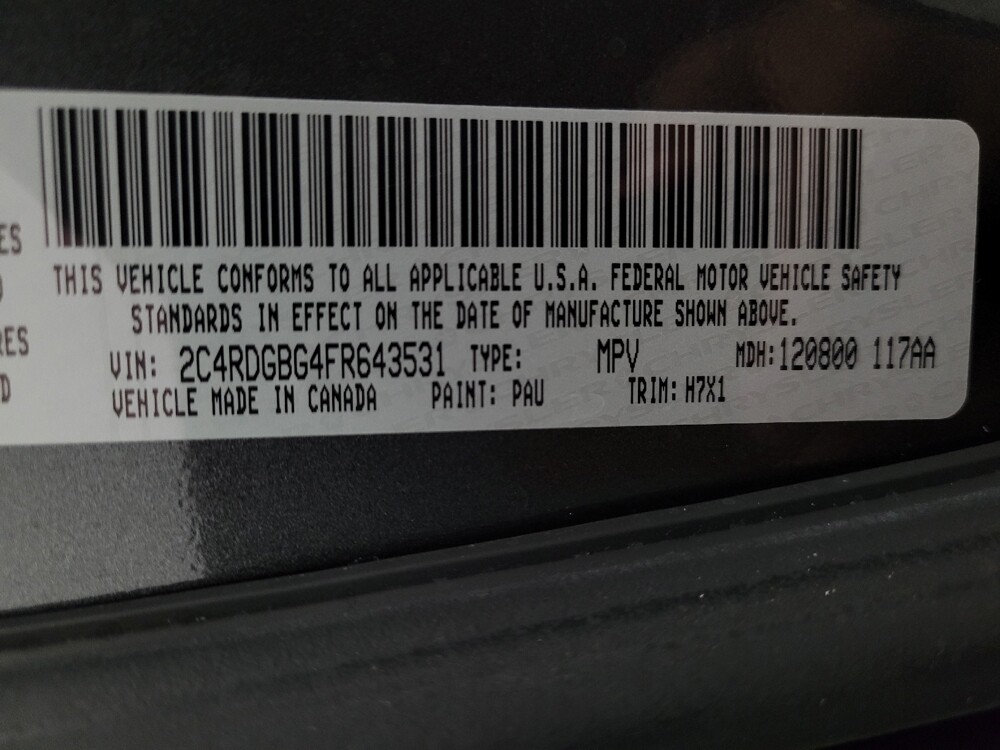 THIS VEHICLE CONFORMS TO ALL APPLICABLE U.S.A. FEDERAL MOTOR VEHICLE SAFETY
STANDARDS IN EFFECT ON THE DATE OF MANUFACTURE SHOWN ABOVE.
VIN: 2C4RDGBG4FR643531 TYPE: MPV MDH: 120800 117AA
VEHICLE MADE IN CANADA PAINT: PAU TRIM: H7X1